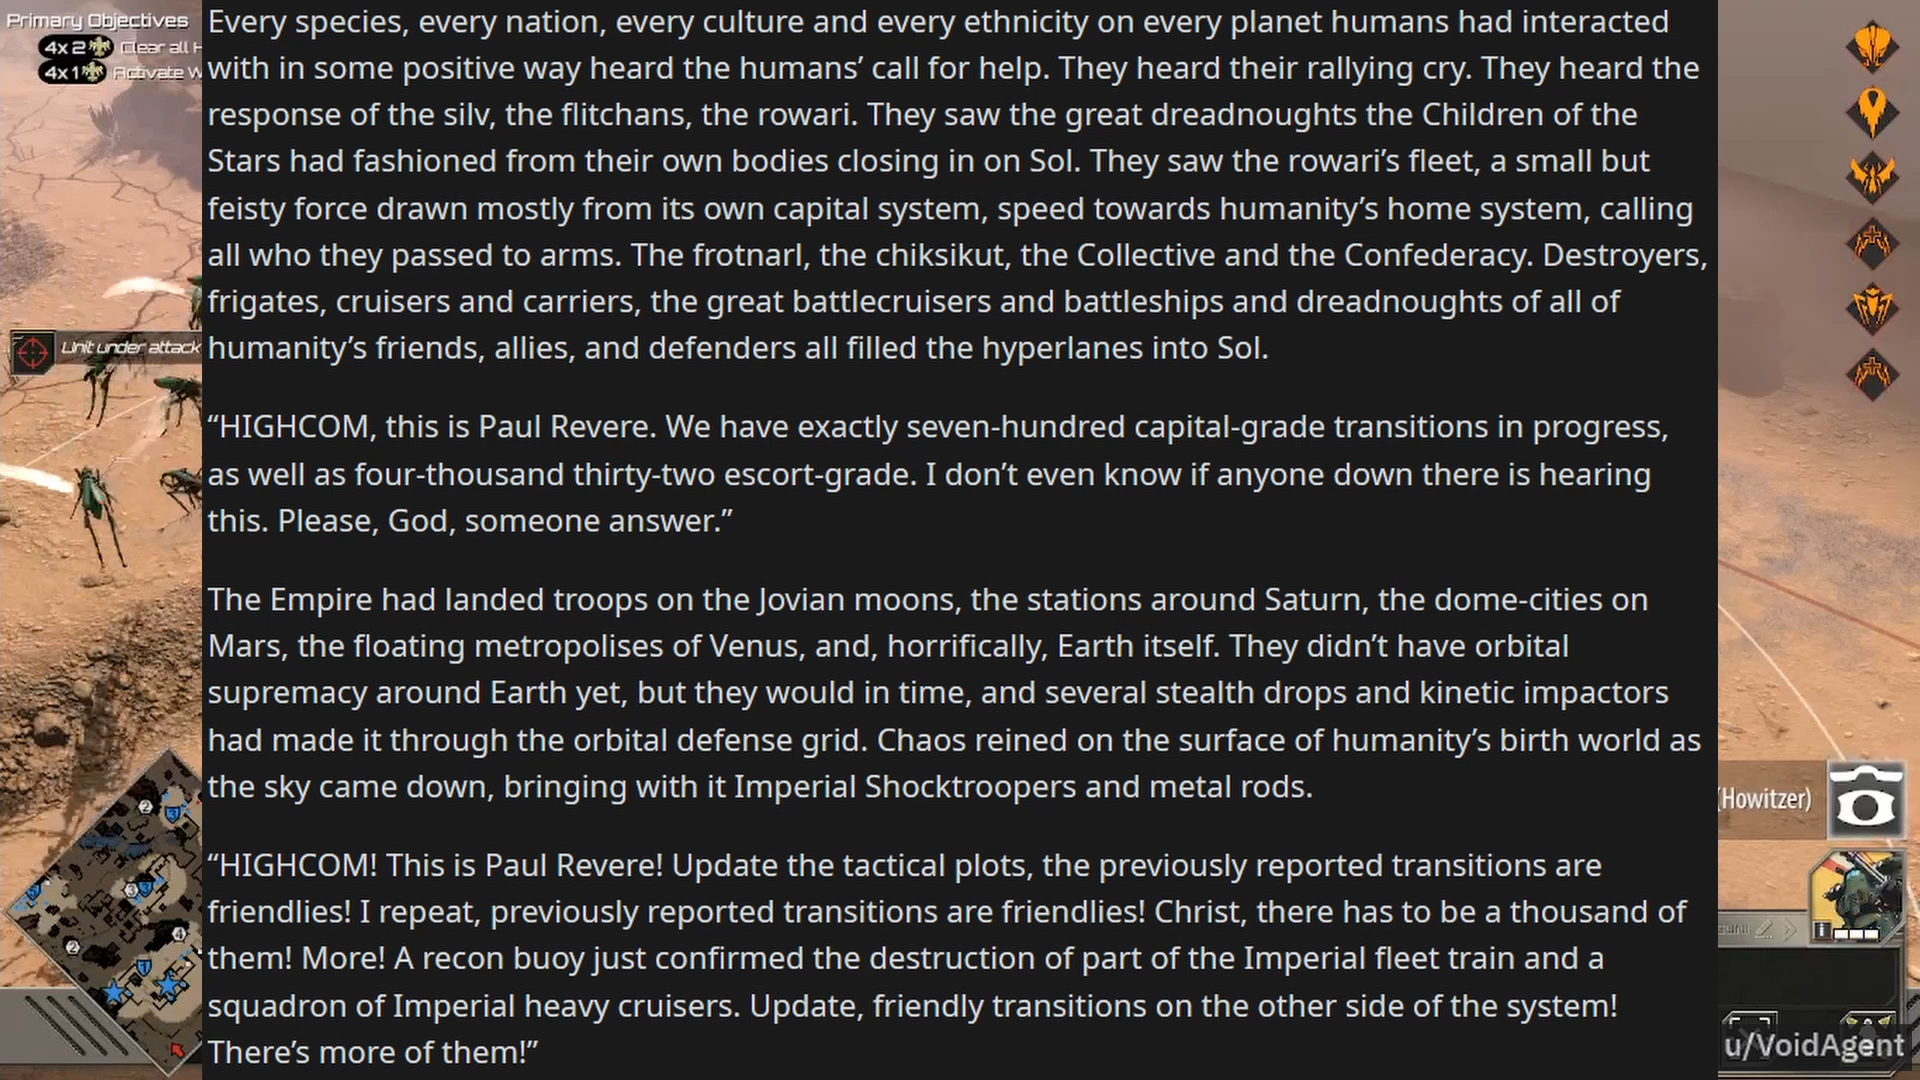 Primary Objectives
4x 2 Clear all H
4x 1 Activate W
Unit under attack
Every species, every nation, every culture and every ethnicity on every planet humans had interacted
with in some positive way heard the humans’ call for help. They heard their rallying cry. They heard the
response of the silv, the flitchans, the rowari. They saw the great dreadnoughts the Children of the
Stars had fashioned from their own bodies closing in on Sol. They saw the rowari’s fleet, a small but
feisty force drawn mostly from its own capital system, speed towards humanity’s home system, calling
all who they passed to arms. The frotnarl, the chiksikut, the Collective and the Confederacy. Destroyers,
frigates, cruisers and carriers, the great battlecruisers and battleships and dreadnoughts of all of
humanity’s friends, allies, and defenders all filled the hyperlanes into Sol.
“HIGHCOM, this is Paul Revere. We have exactly seven-hundred capital-grade transitions in progress,
as well as four-thousand thirty-two escort-grade. I don’t even know if anyone down there is hearing
this. Please, God, someone answer.”
The Empire had landed troops on the Jovian moons, the stations around Saturn, the dome-cities on
Mars, the floating metropolises of Venus, and, horrifically, Earth itself. They didn’t have orbital
supremacy around Earth yet, but they would in time, and several stealth drops and kinetic impactors
had made it through the orbital defense grid. Chaos reined on the surface of humanity’s birth world as
the sky came down, bringing with it Imperial Shocktroopers and metal rods.
“HIGHCOM! This is Paul Revere! Update the tactical plots, the previously reported transitions are
friendlies! I repeat, previously reported transitions are friendlies! Christ, there has to be a thousand of
them! More! A recon buoy just confirmed the destruction of part of the Imperial fleet train and a
squadron of Imperial heavy cruisers. Update, friendly transitions on the other side of the system!
There’s more of them!”
(Howitzer)
u/VoidAgent